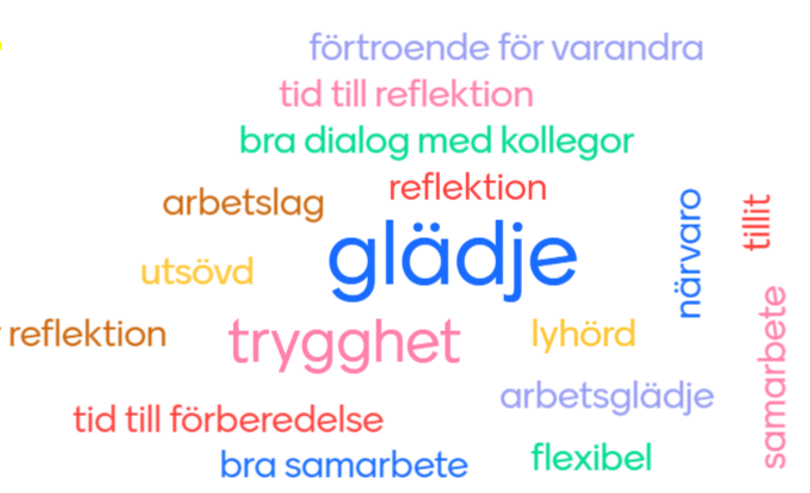 förtroende för varandra
tid till reflektion
bra dialog med kollegor
reflektion
arbetslag
närvaro
tillit
glädje
utsövd
reflektion
trygghet
lyhörd
samarbete
arbetsglädje
tid till förberedelse
bra samarbete
flexibel